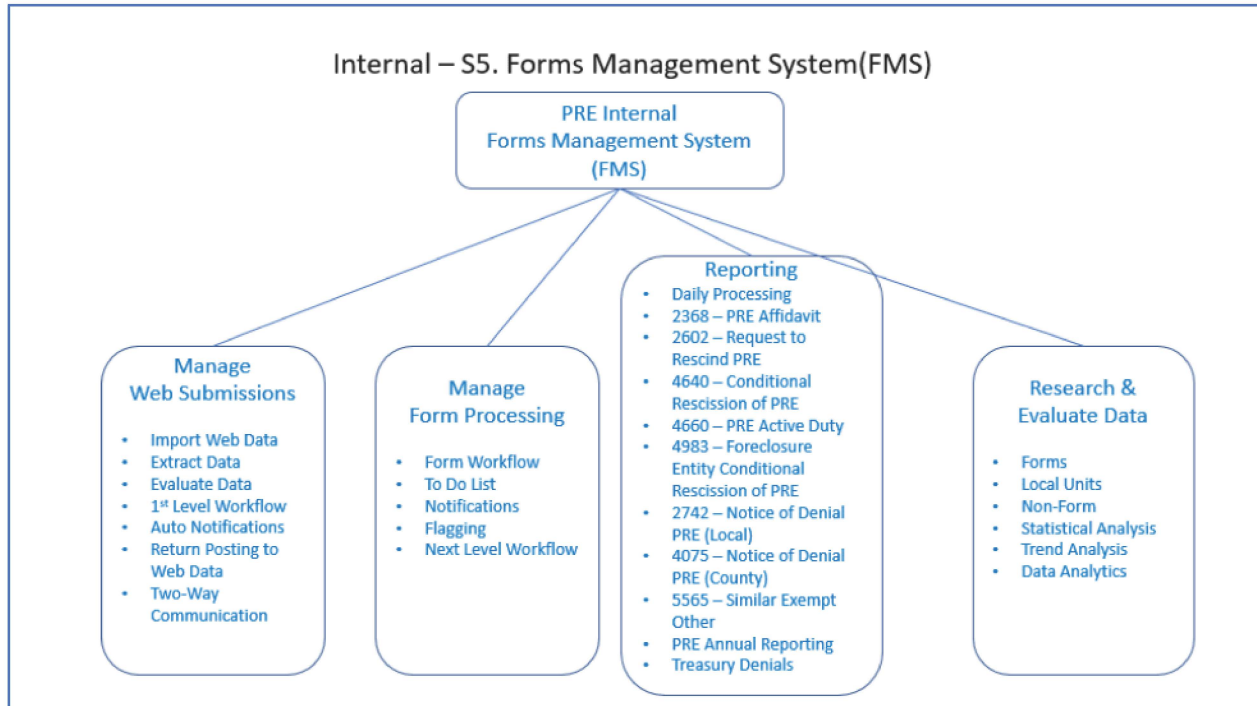 Internal – S5. Forms Management System(FMS)
PRE Internal
Forms Management System
(FMS)
Manage
Web Submissions
• Import Web Data
• Extract Data
• Evaluate Data
• 1st Level Workflow
• Auto Notifications
• Return Posting to
Web Data
• Two-Way
Communication
Manage
Form Processing
• Form Workflow
• To Do List
• Notifications
• Flagging
• Next Level Workflow
Reporting
• Daily Processing
• 2368 – PRE Affidavit
• 2602 – Request to
Rescind PRE
• 4640 – Conditional
Rescission of PRE
• 4660 – PRE Active Duty
• 4983 – Foreclosure
Entity Conditional
Rescission of PRE
• 2742 – Notice of Denial
PRE (Local)
• 4075 – Notice of Denial
PRE (County)
• 5565 – Similar Exempt
Other
• PRE Annual Reporting
• Treasury Denials
Research &
Evaluate Data
• Forms
• Local Units
• Non-Form
• Statistical Analysis
• Trend Analysis
• Data Analytics